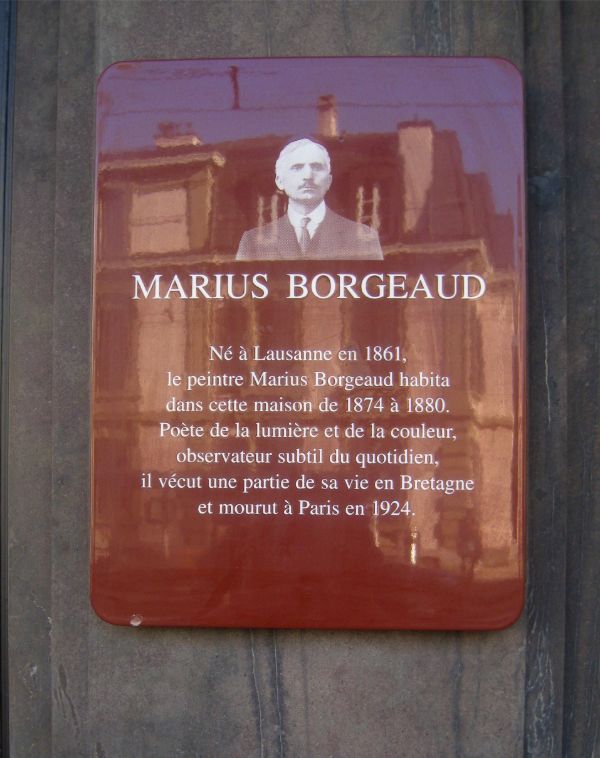 MARIUS BORGEAUD
Né à Lausanne en 1861,
le peintre Marius Borgeaud habita
dans cette maison de 1874 à 1880.
Poète de la lumière et de la couleur,
observateur subtil du quotidien,
il vécut une partie de sa vie en Bretagne
et mourut à Paris en 1924.